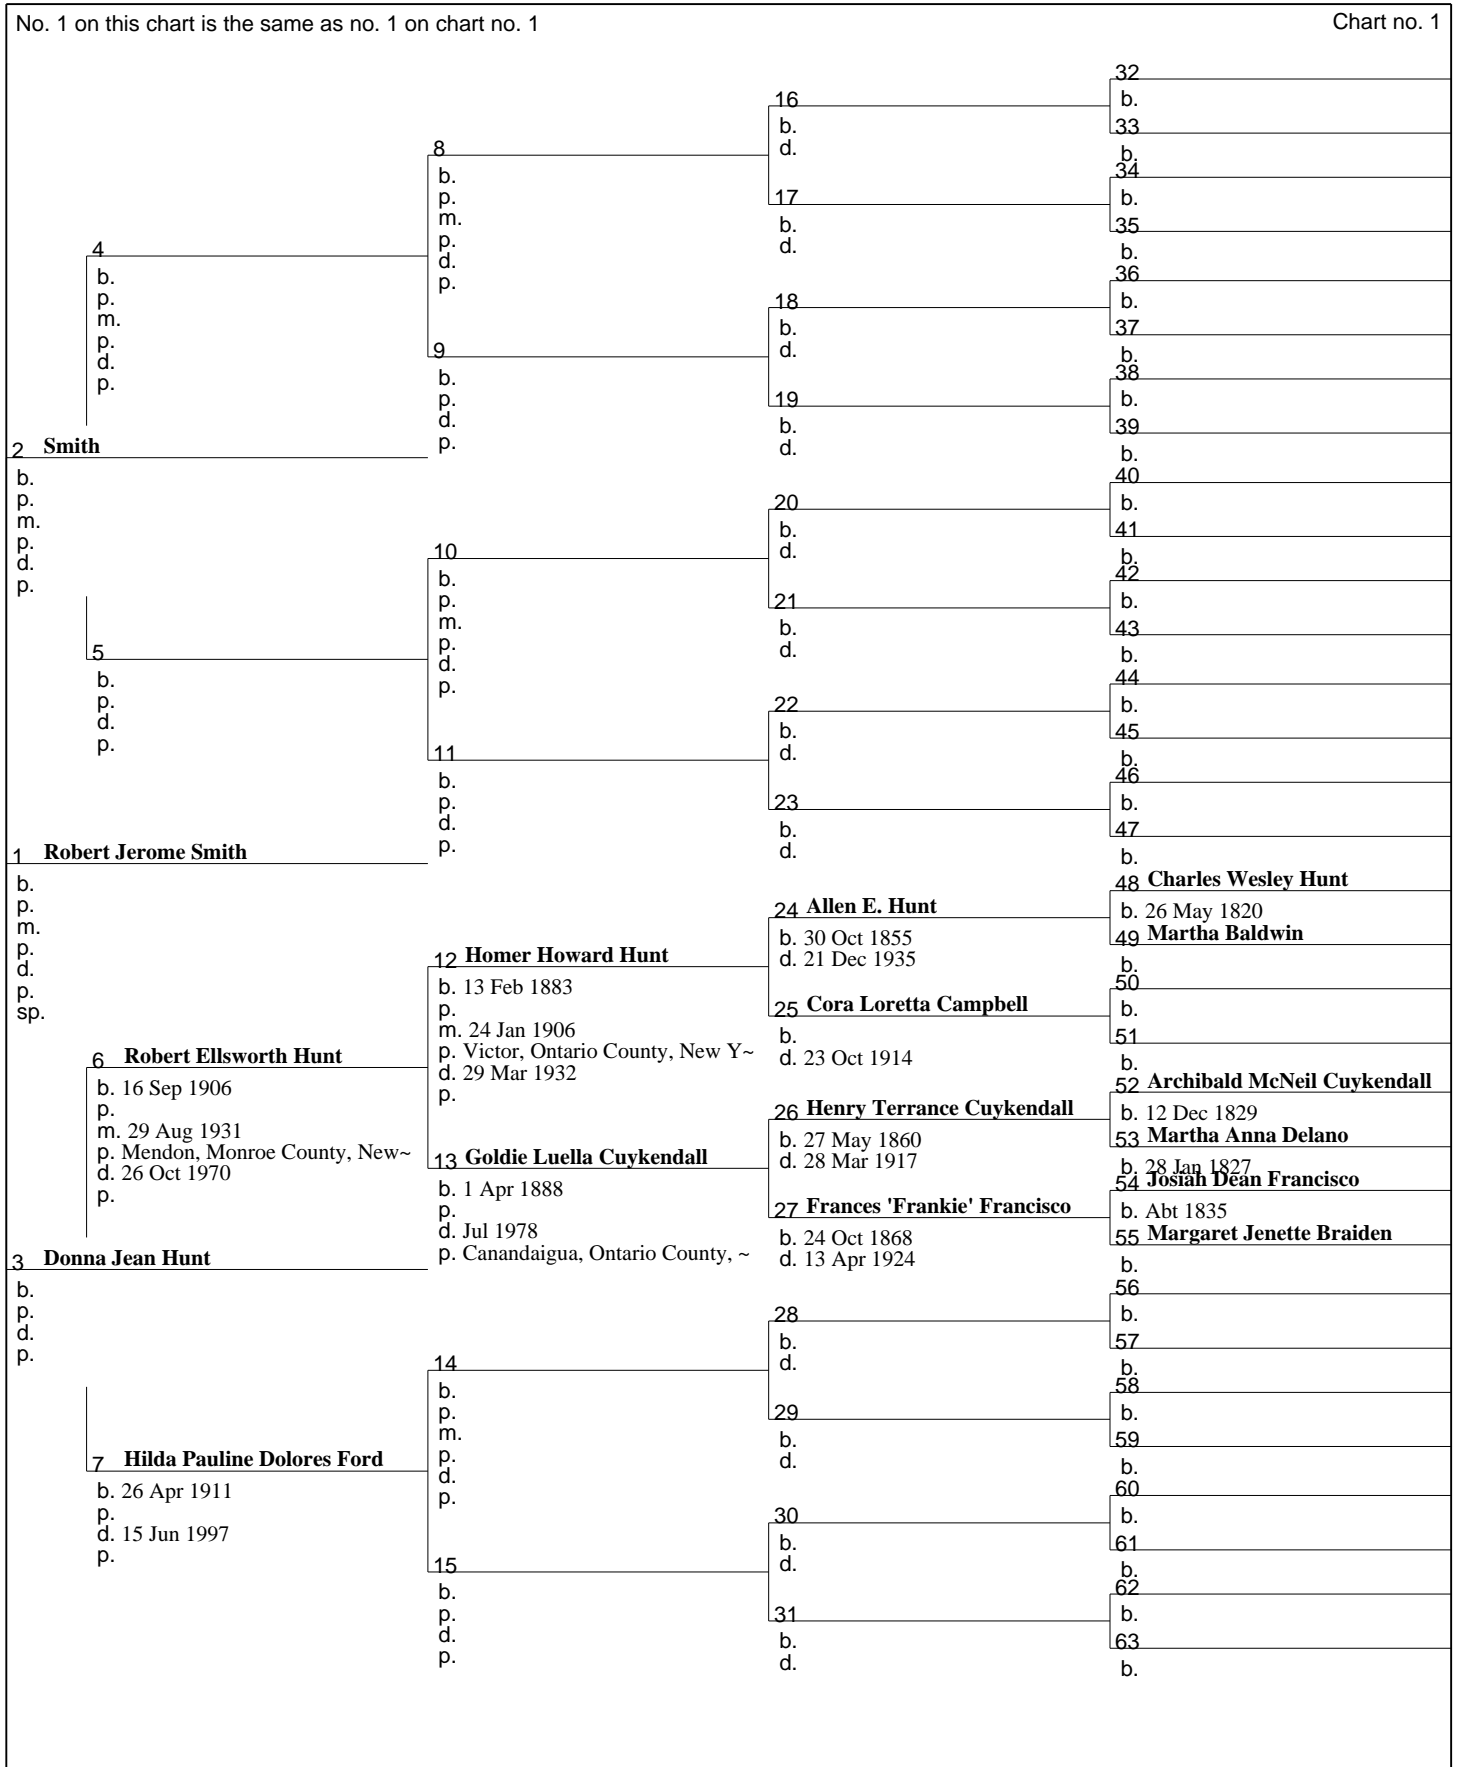 No. 1 on this chart is the same as no. 1 on chart no. 1
Chart no. 1
2 Smith
b.
p.
m.
p.
d.
p.
1 Robert Jerome Smith
b.
p.
m.
p.
d.
p.
sp.
3 Donna Jean Hunt
b.
p.
d.
p.
4
b.
p.
m.
p.
d.
p.
5
b.
p.
d.
p.
6 Robert Ellsworth Hunt
b. 16 Sep 1906
p.
m. 29 Aug 1931
p. Mendon, Monroe County, New~
d. 26 Oct 1970
p.
7 Hilda Pauline Dolores Ford
b. 26 Apr 1911
p.
d. 15 Jun 1997
p.
8
b.
p.
m.
p.
d.
p.
9
b.
p.
d.
p.
10
b.
p.
m.
p.
d.
p.
11
b.
p.
d.
p.
12 Homer Howard Hunt
b. 13 Feb 1883
p.
m. 24 Jan 1906
p. Victor, Ontario County, New Y~
d. 29 Mar 1932
p.
13 Goldie Luella Cuykendall
b. 1 Apr 1888
p.
d. Jul 1978
p. Canandaigua, Ontario County, ~
14
b.
p.
m.
p.
d.
p.
15
b.
p.
d.
p.
16
b.
d.
17
b.
d.
18
b.
d.
19
b.
d.
20
b.
d.
21
b.
d.
22
b.
d.
23
b.
d.
24 Allen E. Hunt
b. 30 Oct 1855
d. 21 Dec 1935
25 Cora Loretta Campbell
b.
d. 23 Oct 1914
26 Henry Terrance Cuykendall
b. 27 May 1860
d. 28 Mar 1917
27 Frances 'Frankie' Francisco
b. 24 Oct 1868
d. 13 Apr 1924
28
b.
d.
29
b.
d.
30
b.
d.
31
b.
d.
32
b.
33
b.
34
b.
35
b.
36
b.
37
b.
38
b.
39
b.
40
b.
41
b.
42
b.
43
b.
44
b.
45
b.
46
b.
47
b.
48 Charles Wesley Hunt
b. 26 May 1820
49 Martha Baldwin
b.
50
b.
51
b.
52 Archibald McNeil Cuykendall
b. 12 Dec 1829
53 Martha Anna Delano
b. 28 Jan 1827
54 Josiah Dean Francisco
b. Abt 1835
55 Margaret Jenette Braiden
b.
56
b.
57
b.
58
b.
59
b.
60
b.
61
b.
62
b.
63
b.